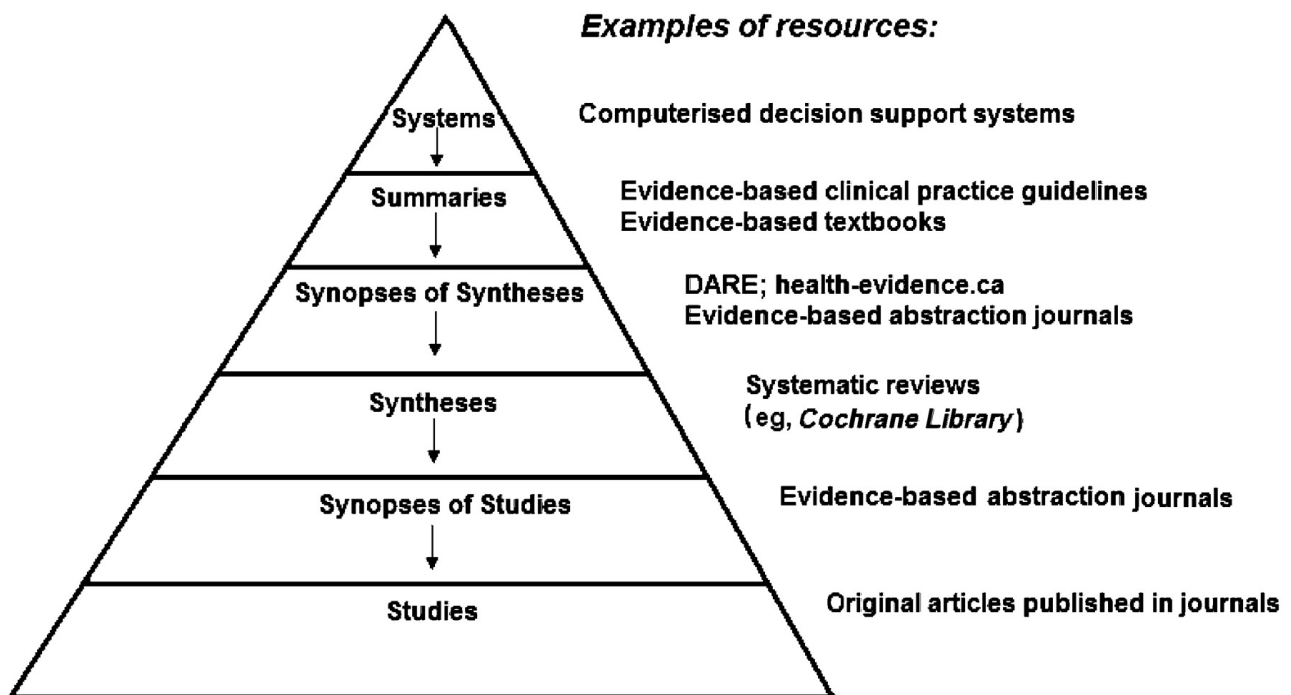 Examples of resources:
Systems
Computerised decision support systems
Summaries
Evidence-based clinical practice guidelines
Evidence-based textbooks
Synopses of Syntheses
DARE; health-evidence.ca
Evidence-based abstraction journals
Syntheses
Systematic reviews
(eg, Cochrane Library)
Synopses of Studies
Evidence-based abstraction journals
Studies
Original articles published in journals